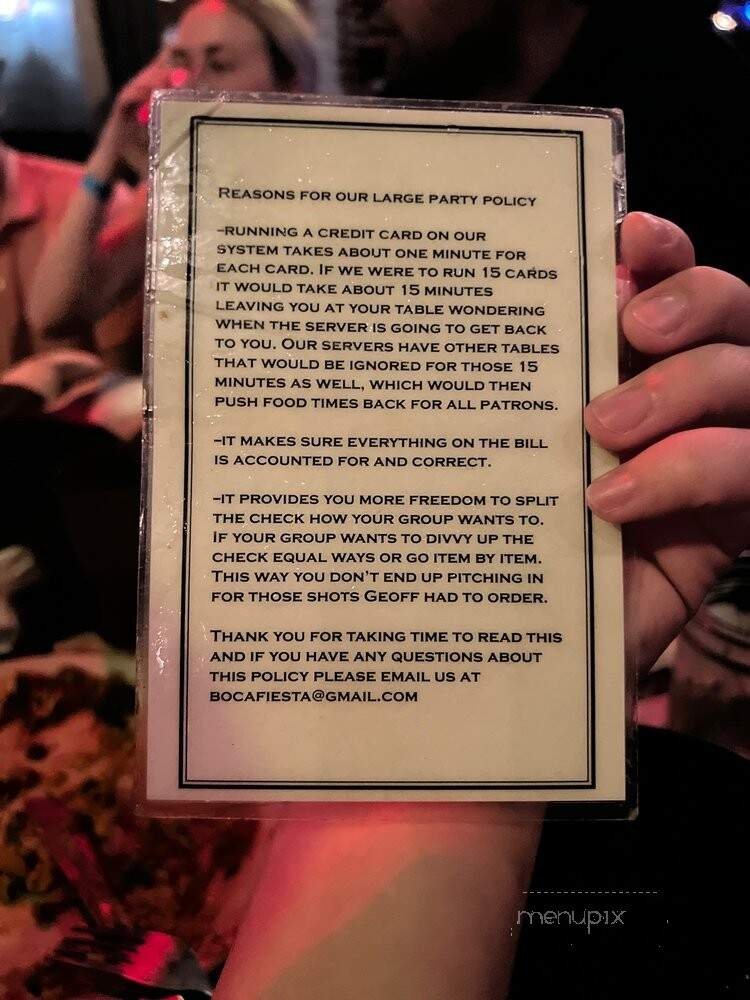 Reasons for our large party policy
-running a credit card on our
system takes about one minute for
each card. If we were to run 15 cards
it would take about 15 minutes
leaving you at your table wondering
when the server is going to get back
to you. Our servers have other tables
that would be ignored for those 15
minutes as well, which would then
push food times back for all patrons.
-it makes sure everything on the bill
is accounted for and correct.
-it provides you more freedom to split
the check how your group wants to.
If your group wants to divvy up the
check equal ways or go item by item.
This way you don't end up pitching in
for those shots Geoff had to order.
Thank you for taking time to read this
and if you have any questions about
this policy please email us at
bocafiesta@gmail.com
menupix